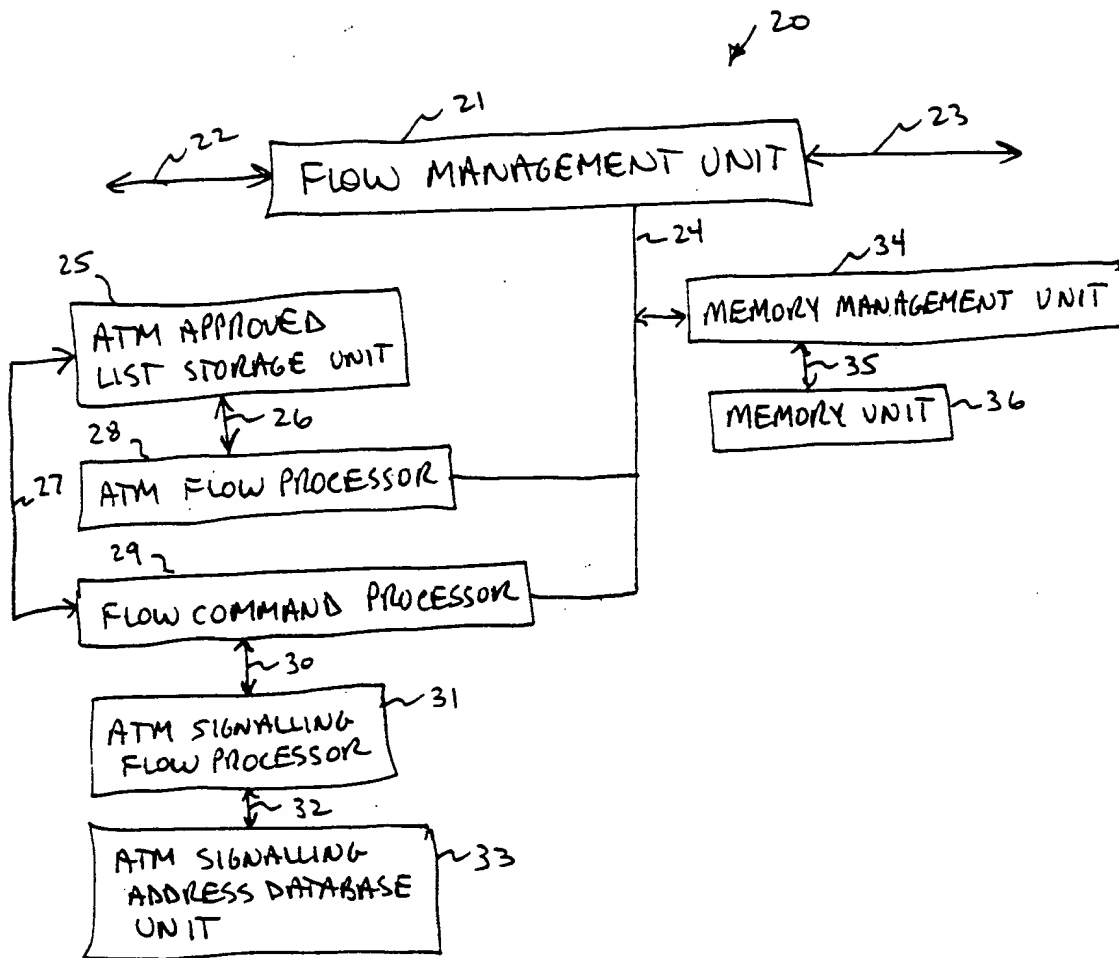 20
21
22
23
FLOW MANAGEMENT UNIT
24
25
34
ATM APPROVED
LIST STORAGE UNIT
MEMORY MANAGEMENT UNIT
35
26
MEMORY UNIT
36
28
27
ATM FLOW PROCESSOR
29
FLOW COMMAND PROCESSOR
30
31
ATM SIGNALLING
FLOW PROCESSOR
32
33
ATM SIGNALLING
ADDRESS DATABASE
UNIT